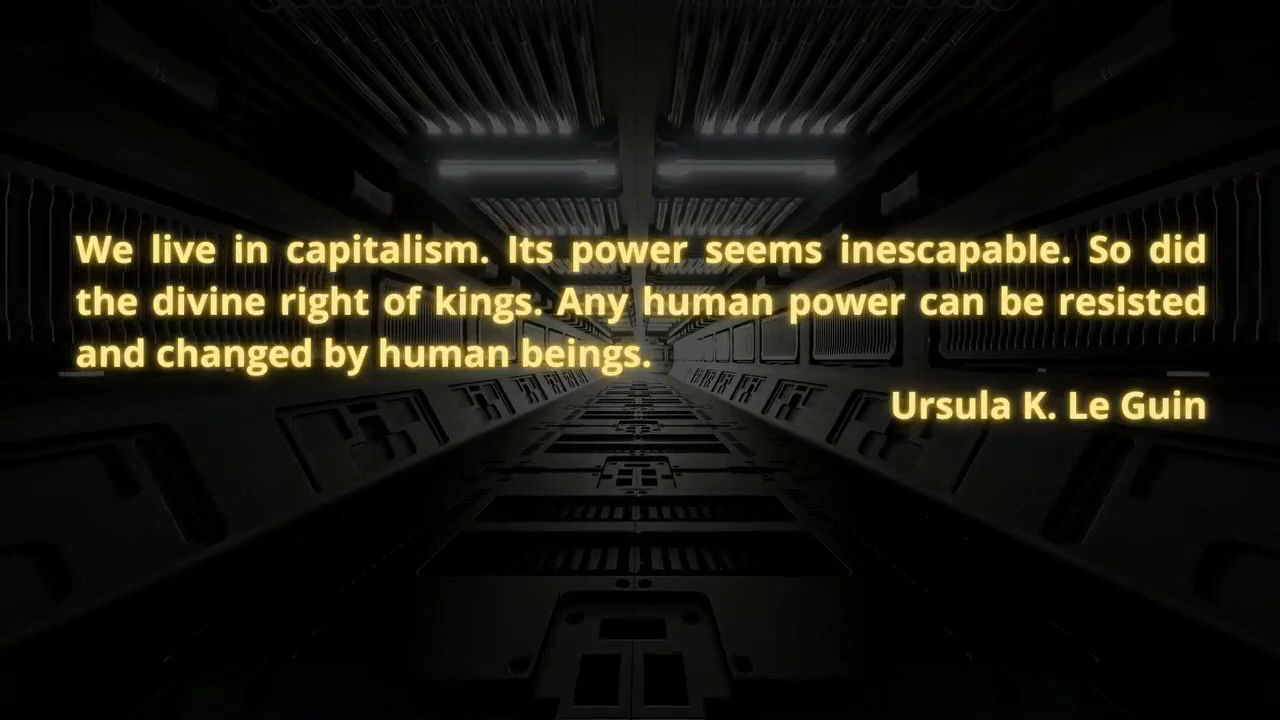 We live in capitalism. Its power seems inescapable. So did
the divine right of kings. Any human power can be resisted
and changed by human beings.
Ursula K. Le Guin